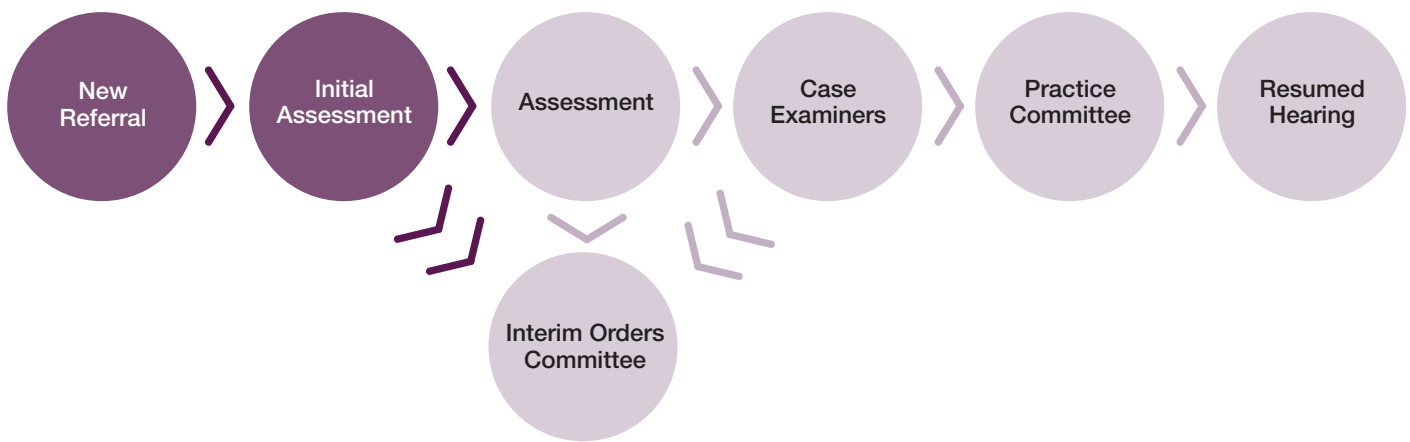 New
Referral
Initial
Assessment
Assessment
Case
Examiners
Practice
Committee
Resumed
Hearing
Interim Orders
Committee